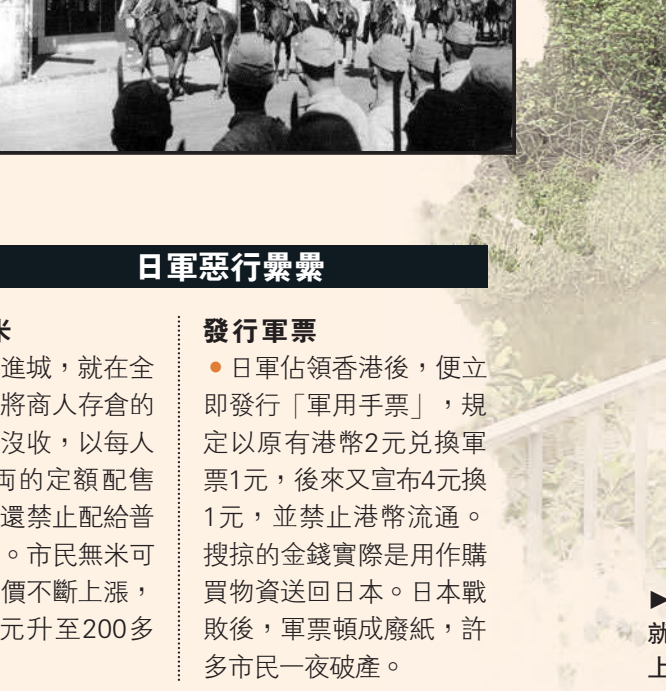 日軍惡行纍纍
米
進城，就在全
將商人存倉的
沒收，以每人
両的定額配售
還禁止配給普
。市民無米可
價不斷上漲，
元升至200多
發行軍票
•日軍佔領香港後，便立
即發行「軍用手票」，規
定以原有港幣2元兑換軍
票1元，後來又宣布4元換
1元，並禁止港幣流通。
搜掠的金錢實際是用作購
買物資送回日本。日本戰
敗後，軍票頓成廢紙，許
多市民一夜破產。
▶
就
上